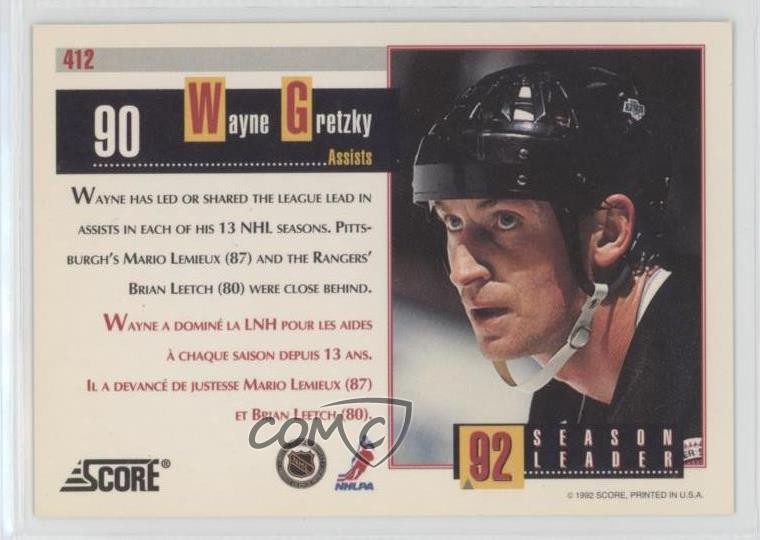 412
90
Wayne Gretzky
Assists
WAYNE HAS LED OR SHARED THE LEAGUE LEAD IN
ASSISTS IN EACH OF HIS 13 NHL SEASONS. PITTS-
BURGH'S MARIO LEMIEUX (87) AND THE RANGERS'
BRIAN LEETCH (80) WERE CLOSE BEHIND.
WAYNE A DOMINÉ LA LNH POUR LES AIDES
À CHAQUE SAISON DEPUIS 13 ANS.
IL A DEVANCÉ DE JUSTESSE MARIO LEMIEUX (87)
ET BRIAN LEETCH (80).
COMC
SCORE®
NHL
NHLPA
92
SEASON
LEADER
© 1992 SCORE, PRINTED IN U.S.A.